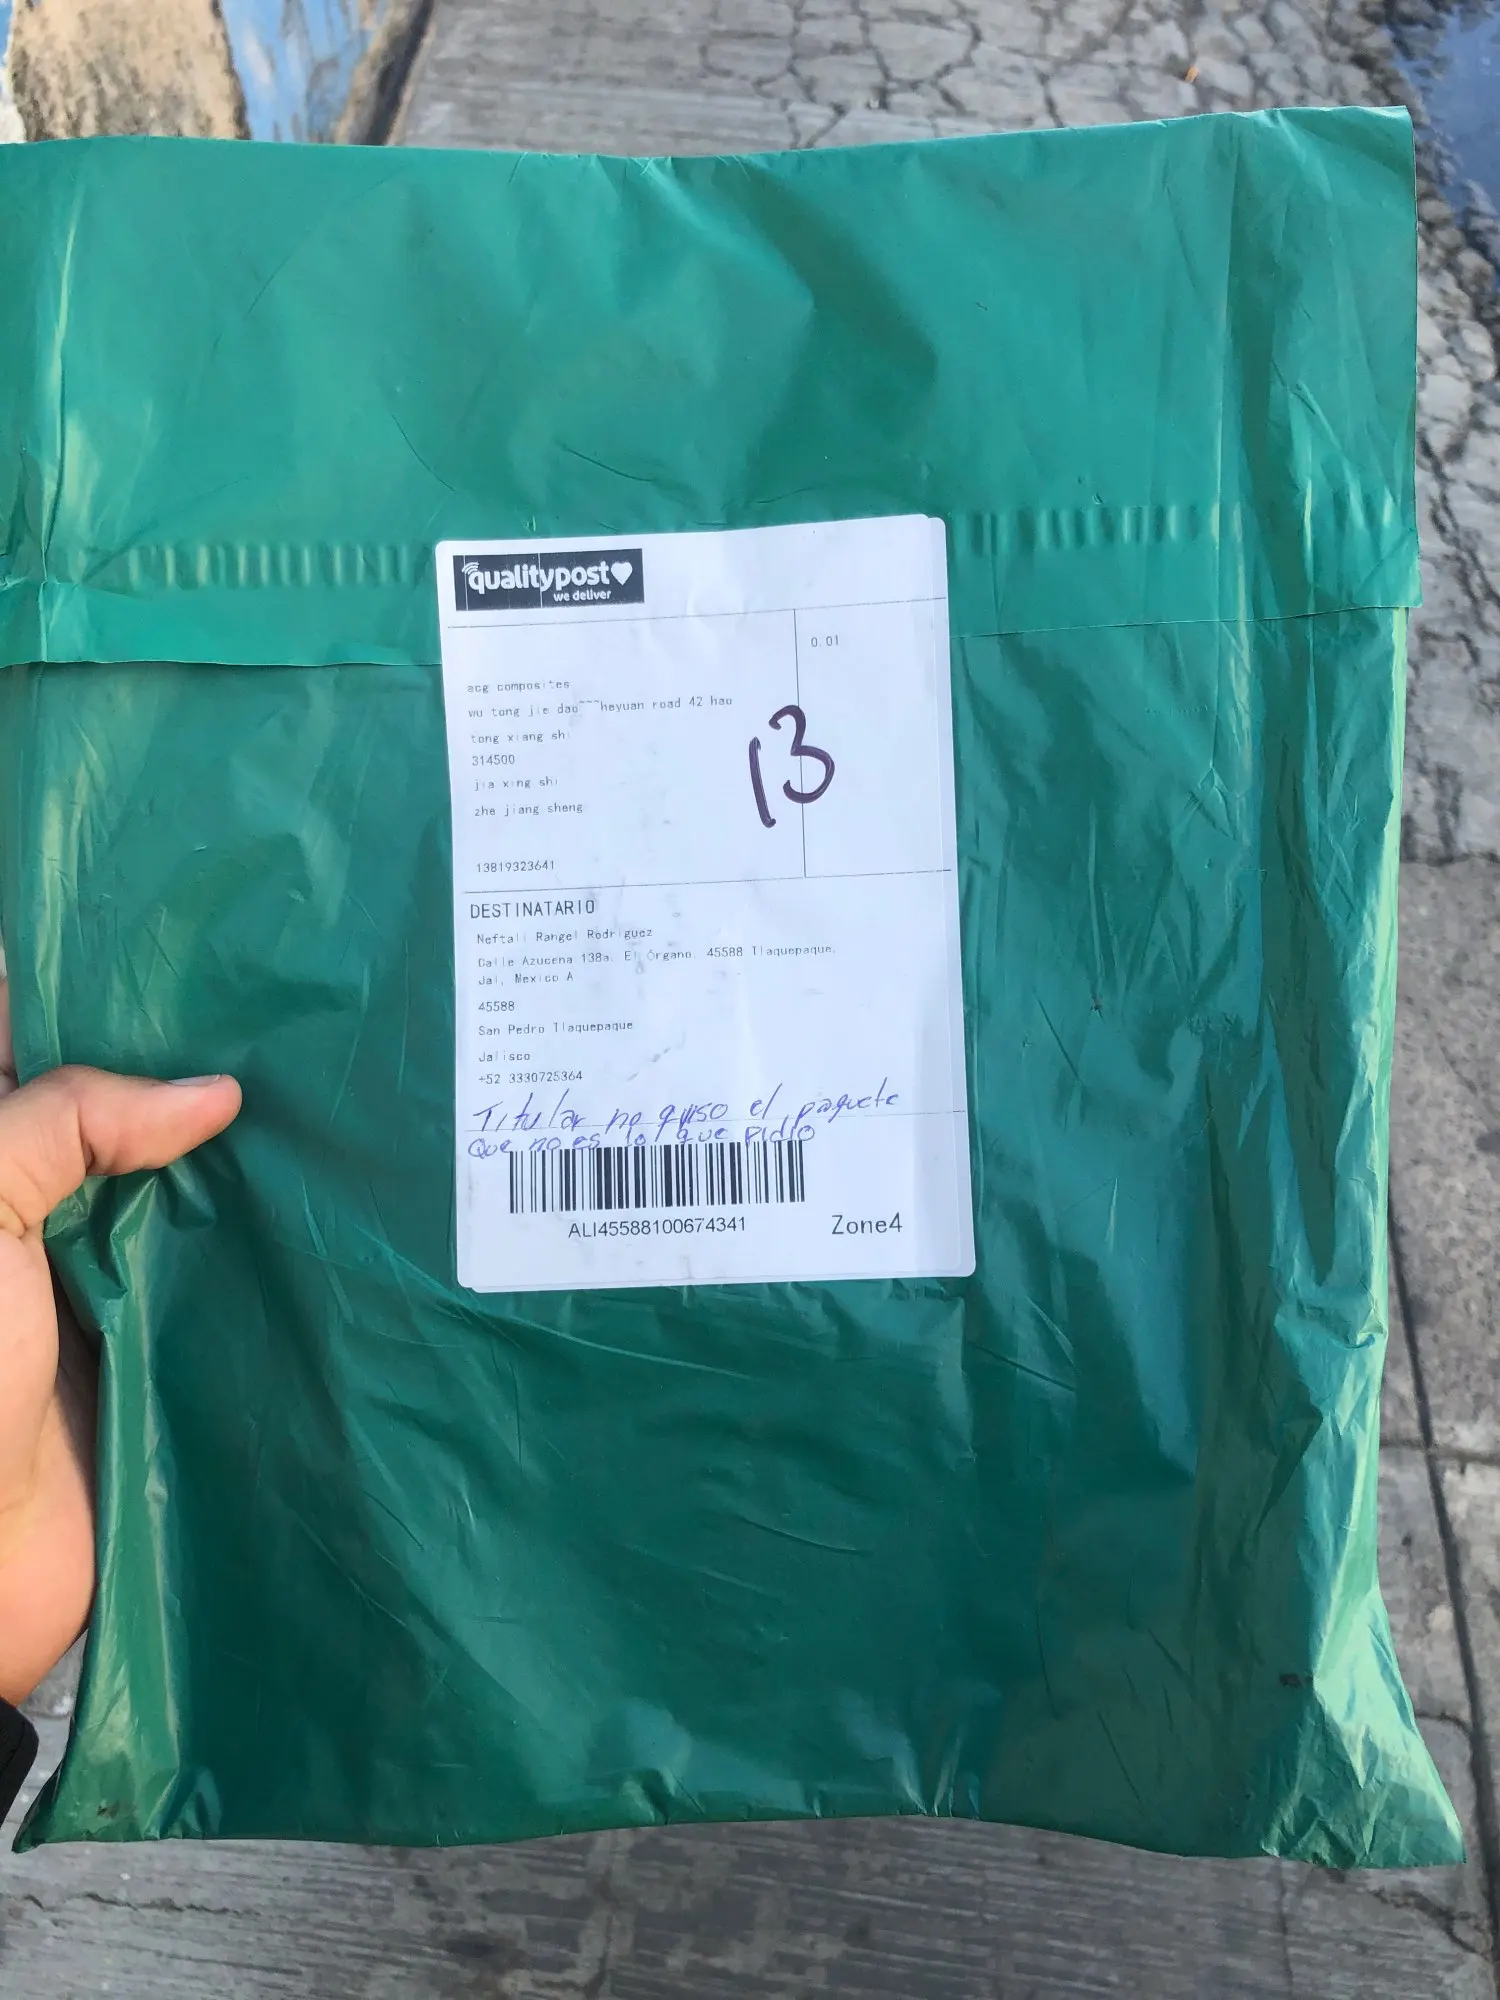 qualitypost
we deliver
0.01
acg composites
wu tong jie dao~~~heyuan road 42 hao
tong xiang shi
314500
jia xing shi
zhe jiang sheng
13
13819323641
DESTINATARIO
Neftali Rangel Rodriguez
Calle Azucena 138a, El Órgano, 45588 Tlaquepaque,
Jal, Mexico A
45588
San Pedro Tlaquepaque
Jalisco
+52 3330725364
Titular no quiso el paquete
Que no es lo que pidio
ALI45588100674341
Zone4